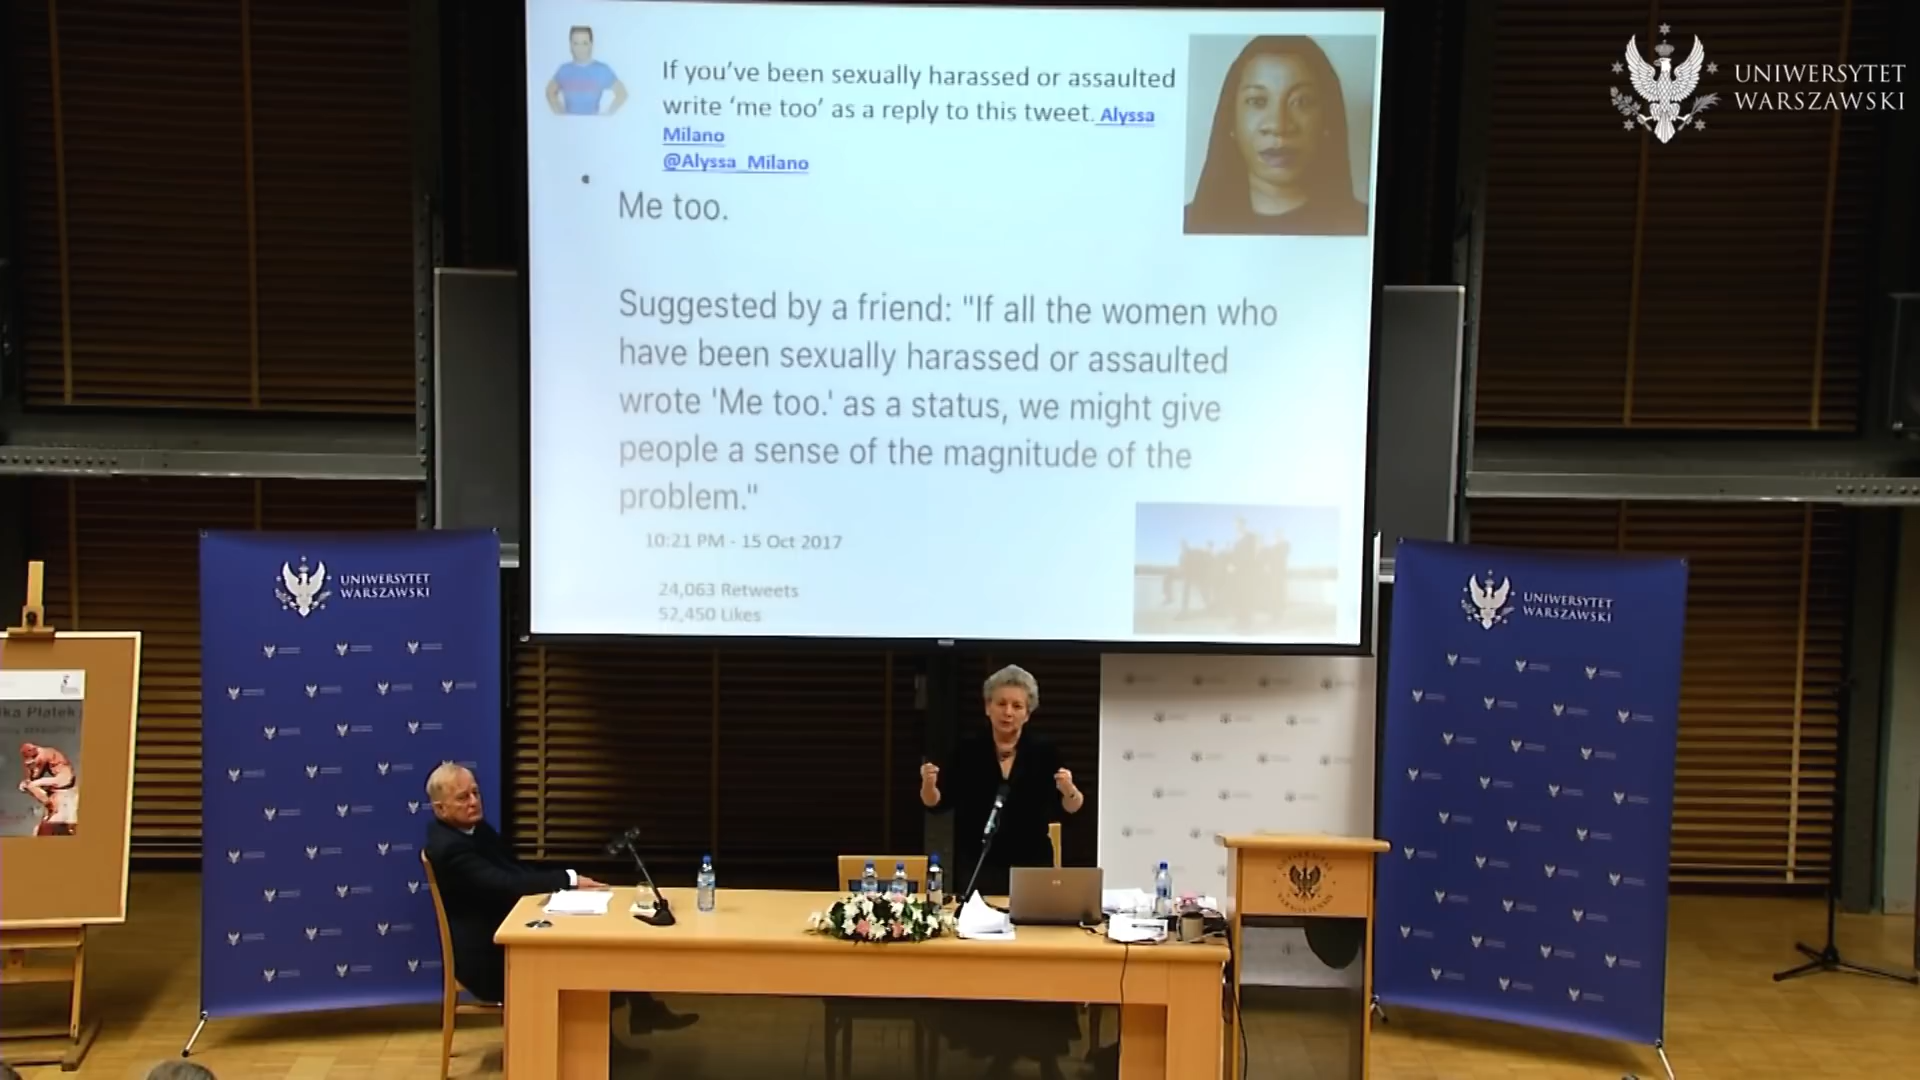 If you've been sexually harassed or assaulted
write 'me too' as a reply to this tweet. Alyssa
Milano
@Alyssa_Milano
Me too.
Suggested by a friend: "If all the women who
have been sexually harassed or assaulted
wrote 'Me too.' as a status, we might give
people a sense of the magnitude of the
problem."
10:21 PM - 15 Oct 2017
24,063 Retweets
52,450 Likes
UNIWERSYTET
WARSZAWSKI
UNIWERSYTET
WARSZAWSKI
UNIWERSYTET
WARSZAWSKI
ka Płatek